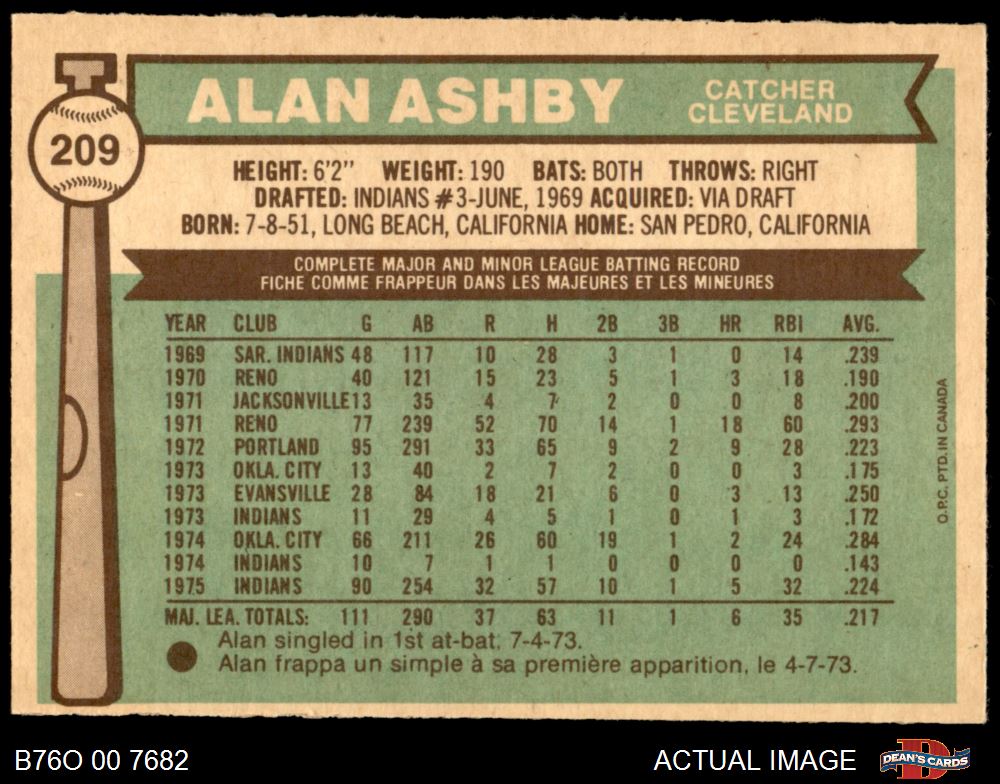 209
ALAN ASHBY
CATCHER
CLEVELAND
HEIGHT: 6'2" WEIGHT: 190 BATS: BOTH THROWS: RIGHT
DRAFTED: INDIANS #3-JUNE, 1969 ACQUIRED: VIA DRAFT
BORN: 7-8-51, LONG BEACH, CALIFORNIA HOME: SAN PEDRO, CALIFORNIA
COMPLETE MAJOR AND MINOR LEAGUE BATTING RECORD
FICHE COMME FRAPPEUR DANS LES MAJEURES ET LES MINEURES
YEAR CLUB G AB R H 2B 3B HR RBI AVG.
1969 SAR. INDIANS 48 117 10 28 3 1 0 14 .239
1970 RENO 40 121 15 23 5 1 3 18 .190
1971 JACKSONVILLE 13 35 4 7 2 0 0 8 .200
1971 RENO 77 239 52 70 14 1 18 60 .293
1972 PORTLAND 95 291 33 65 9 2 9 28 .223
1973 OKLA. CITY 13 40 2 7 2 0 0 3 .175
1973 EVANSVILLE 28 84 18 21 6 0 3 13 .250
1973 INDIANS 11 29 4 5 1 0 1 3 .172
1974 OKLA. CITY 66 211 26 60 19 1 2 24 .284
1974 INDIANS 10 7 1 1 0 0 0 0 .143
1975 INDIANS 90 254 32 57 10 1 5 32 .224
MAJ. LEA. TOTALS: 111 290 37 63 11 1 6 35 .217
Alan singled in 1st at-bat, 7-4-73.
Alan frappa un simple à sa première apparition, le 4-7-73.
O.P.C. PTD. IN CANADA
B76O 00 7682
ACTUAL IMAGE
DEAN'S CARDS